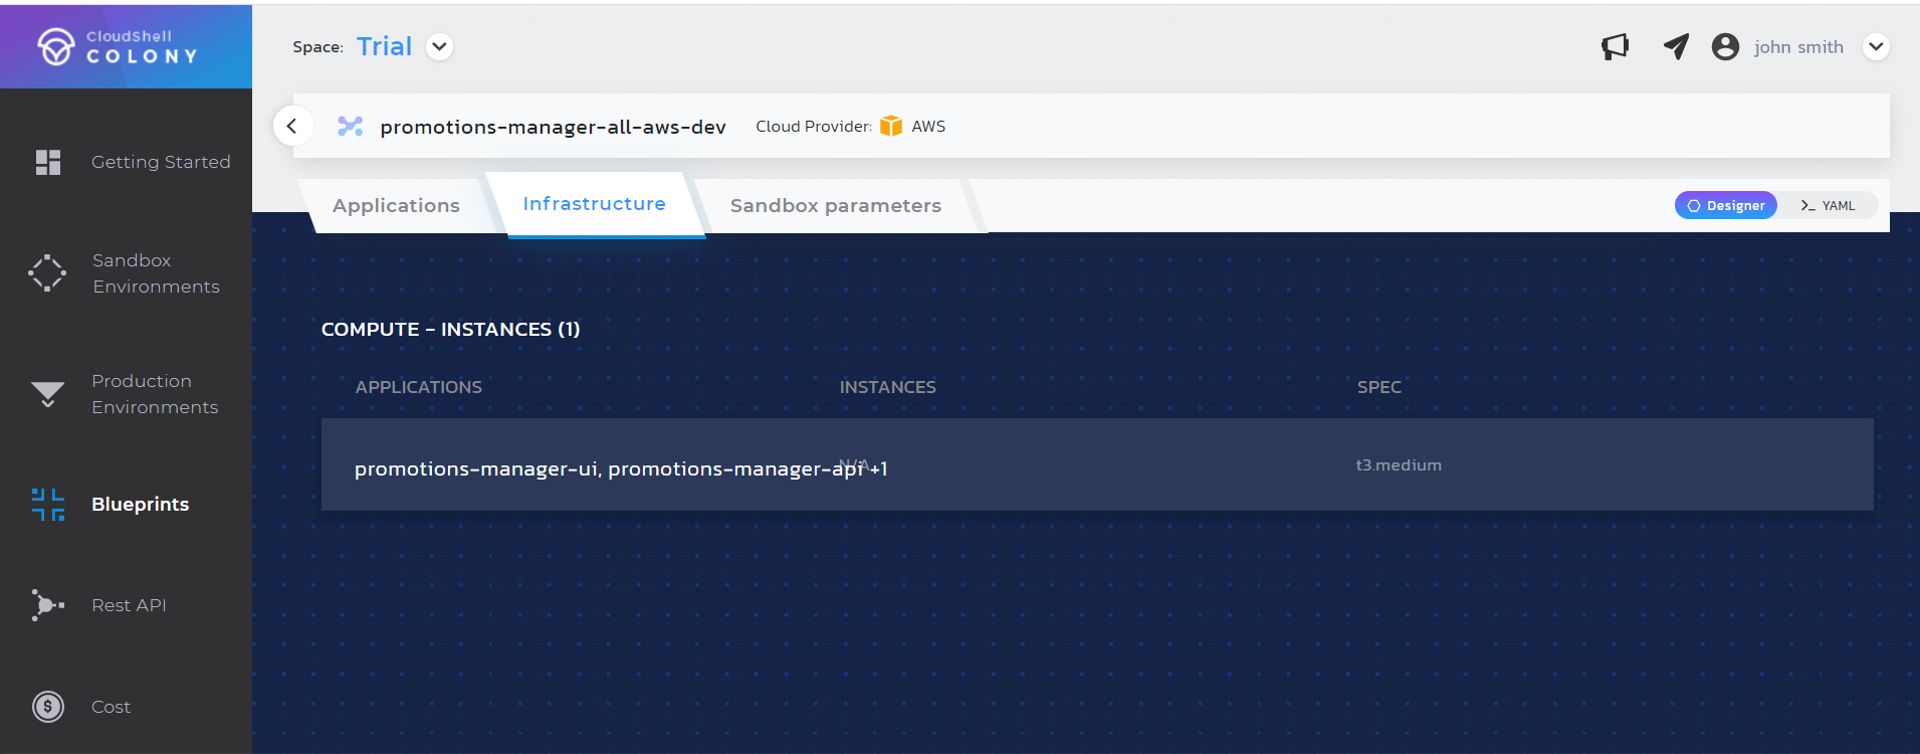 CloudShell
COLONY
Space: Trial
john smith
promotions-manager-all-aws-dev Cloud Provider: AWS
Applications Infrastructure Sandbox parameters Designer >_ YAML
Getting Started
Sandbox
Environments
Production
Environments
Blueprints
Rest API
Cost
COMPUTE - INSTANCES (1)
APPLICATIONS INSTANCES SPEC
promotions-manager-ui, promotions-manager-api +1 N/A t3.medium